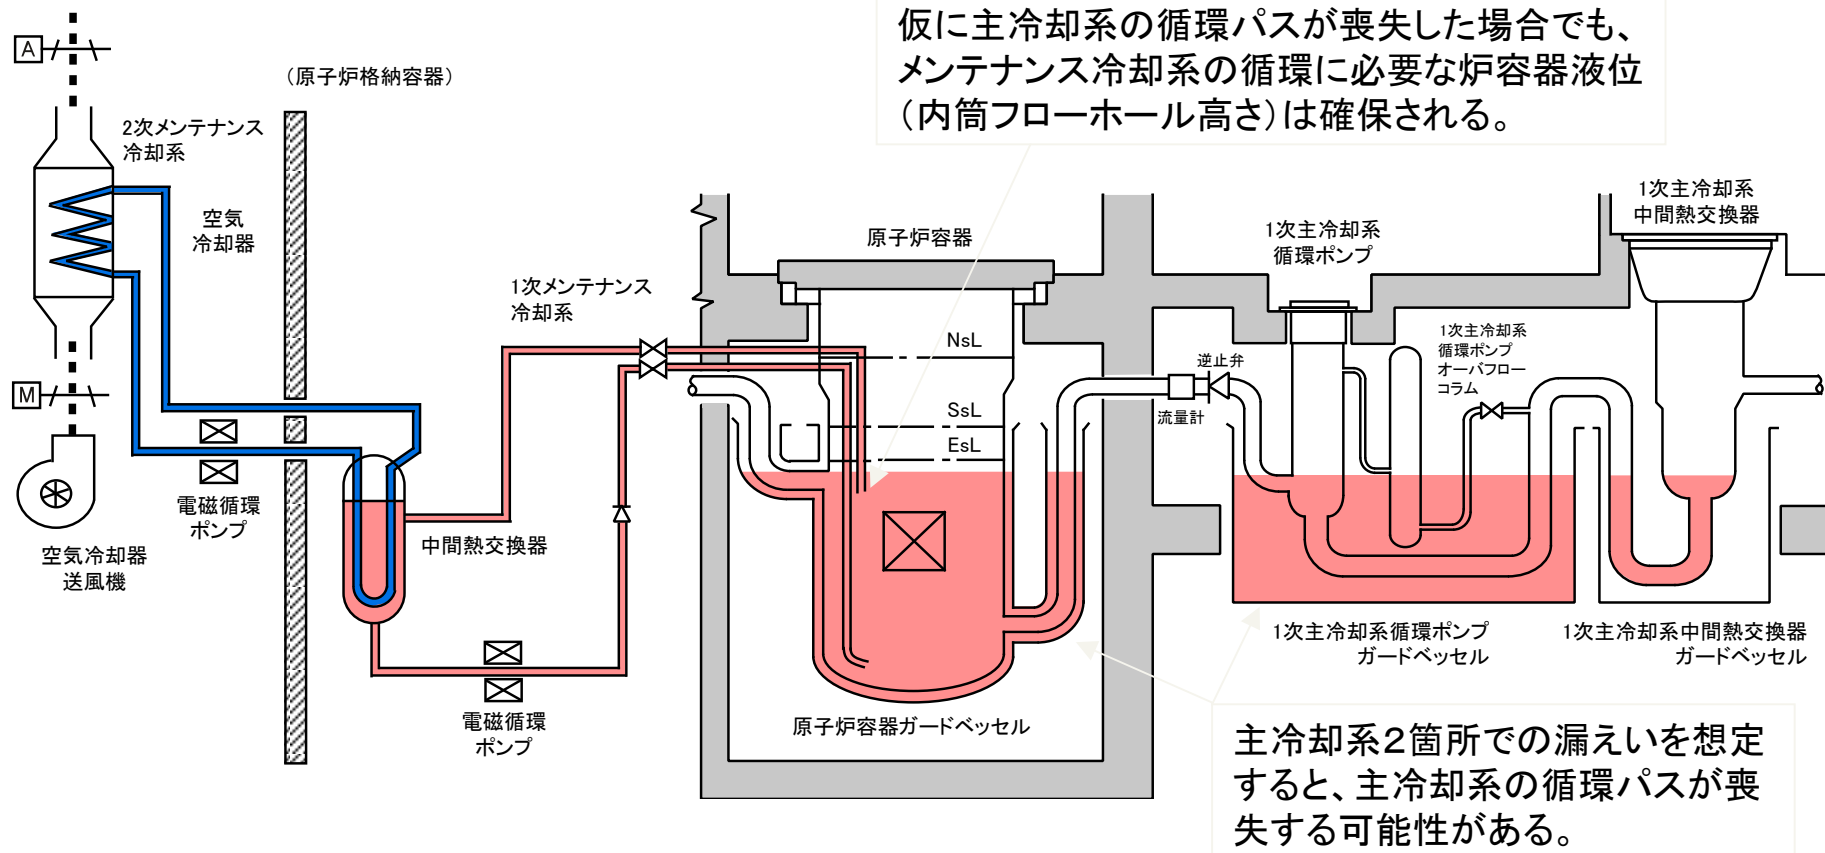 仮に主冷却系の循環パスが喪失した場合でも、
メンテナンス冷却系の循環に必要な炉容器液位
（内筒フローホール高さ）は確保される。
A
（原子炉格納容器）
2次メンテナンス
冷却系
空気
冷却器
M
電磁循環
ポンプ
空気冷却器
送風機
中間熱交換器
1次メンテナンス
冷却系
電磁循環
ポンプ
原子炉容器
NsL
SsL
EsL
原子炉容器ガードベッセル
逆止弁
流量計
1次主冷却系
循環ポンプ
1次主冷却系
循環ポンプ
オーバフロー
コラム
1次主冷却系
中間熱交換器
1次主冷却系循環ポンプ
ガードベッセル
1次主冷却系中間熱交換器
ガードベッセル
主冷却系２箇所での漏えいを想定
すると、主冷却系の循環パスが喪
失する可能性がある。